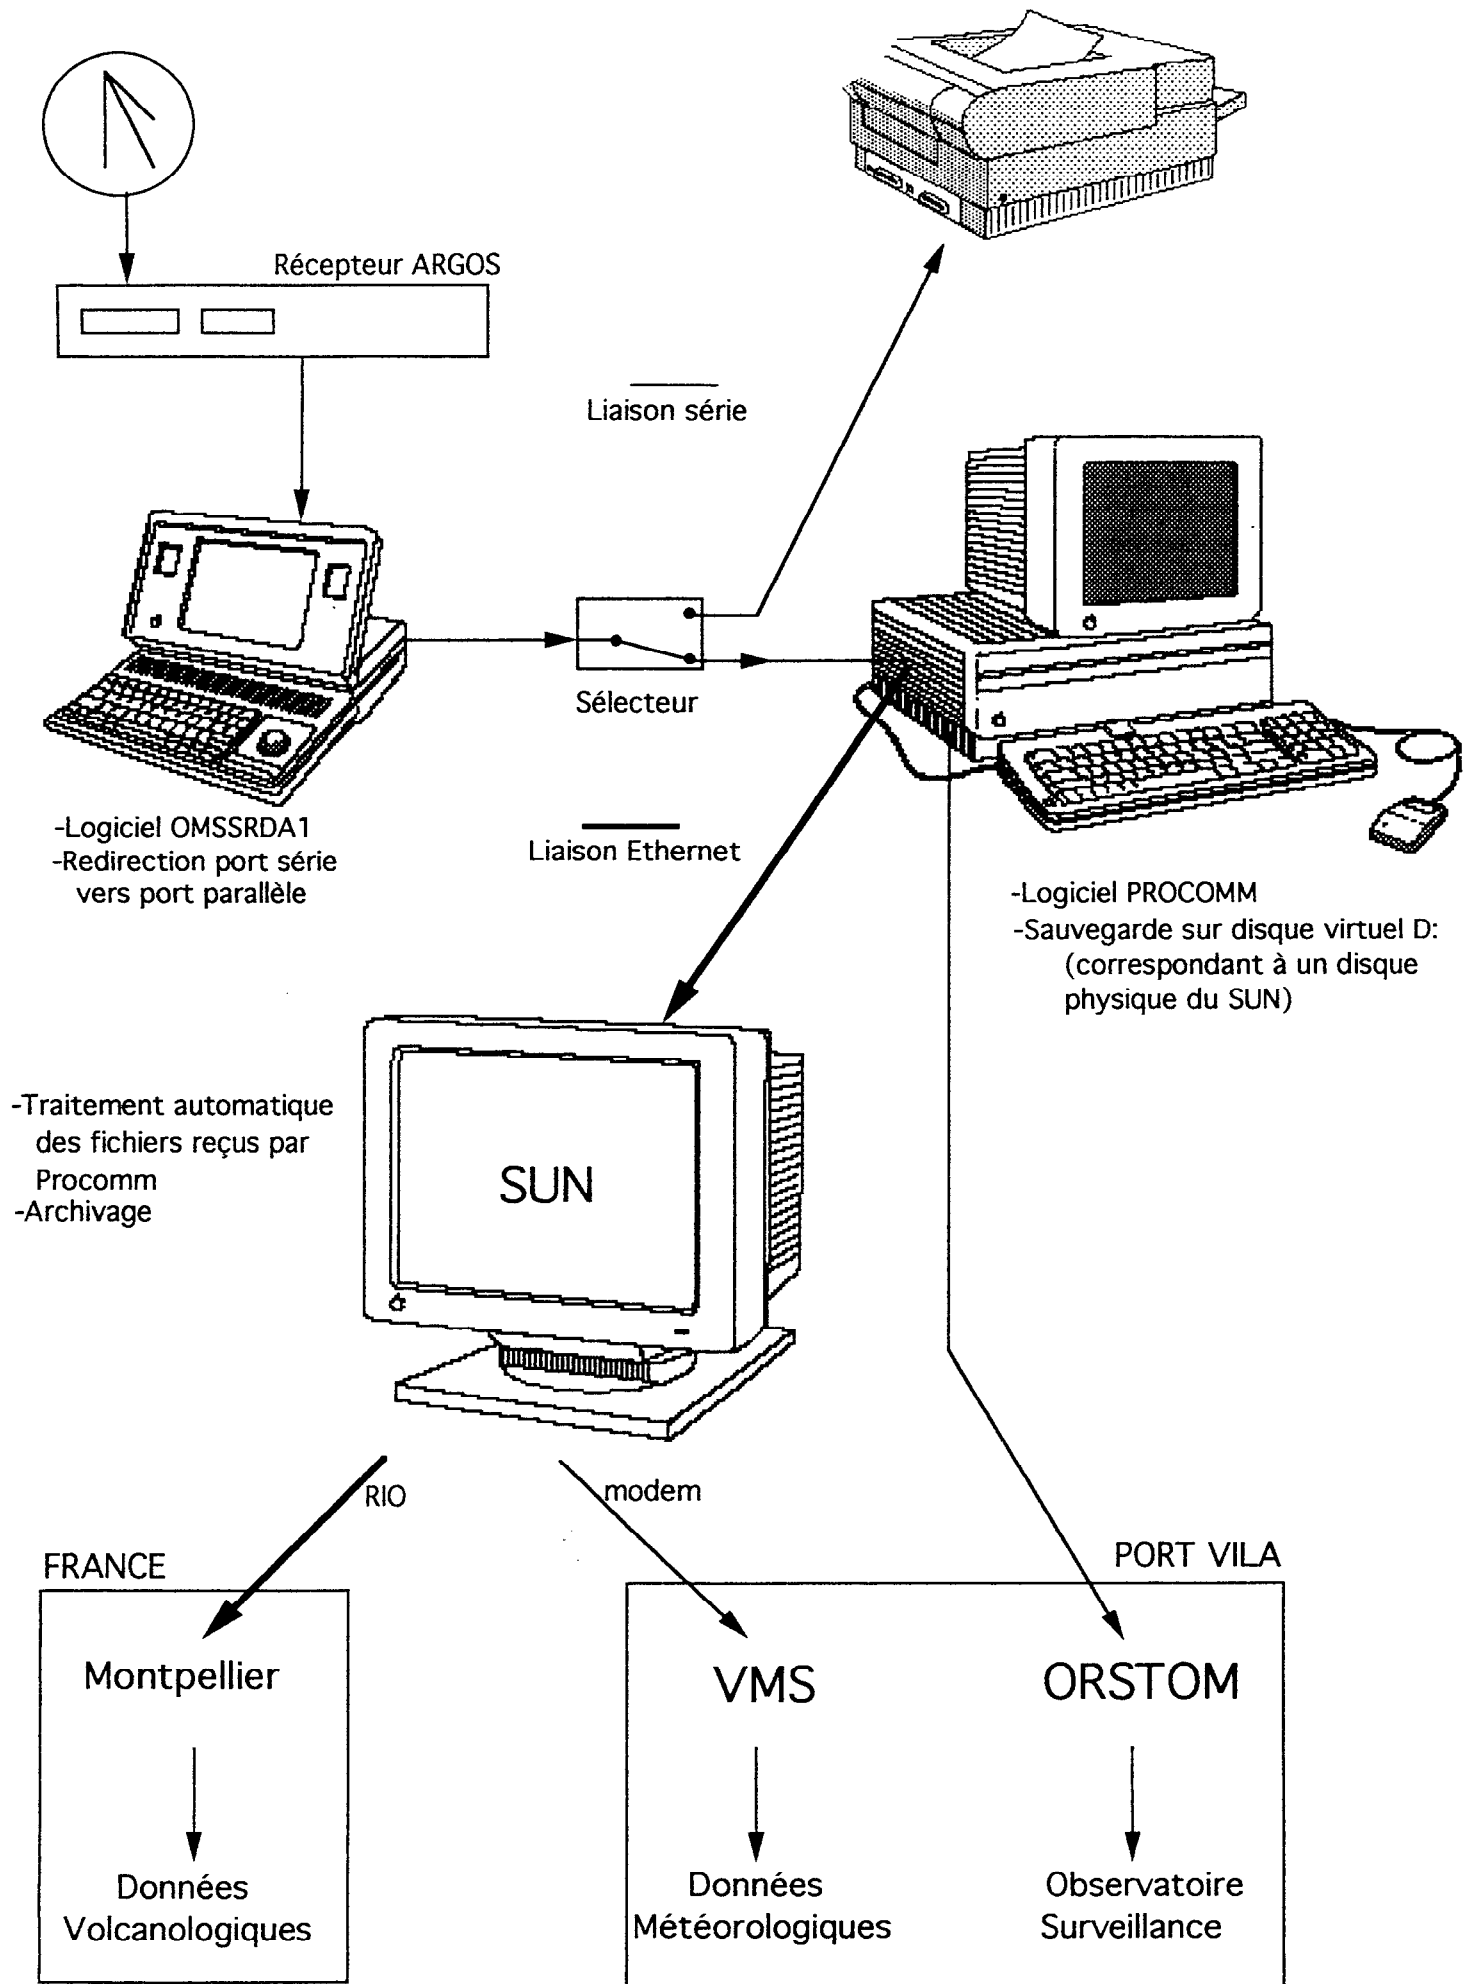 Récepteur ARGOS
Liaison série
Sélecteur
-Logiciel OMSSRDA1
-Redirection port série
vers port parallèle
Liaison Ethernet
-Logiciel PROCOMM
-Sauvegarde sur disque virtuel D:
(correspondant à un disque
physique du SUN)
-Traitement automatique
des fichiers reçus par
Procomm
-Archivage
SUN
RIO
modem
FRANCE
PORT VILA
Montpellier
VMS
ORSTOM
Données
Volcanologiques
Données
Météorologiques
Observatoire
Surveillance